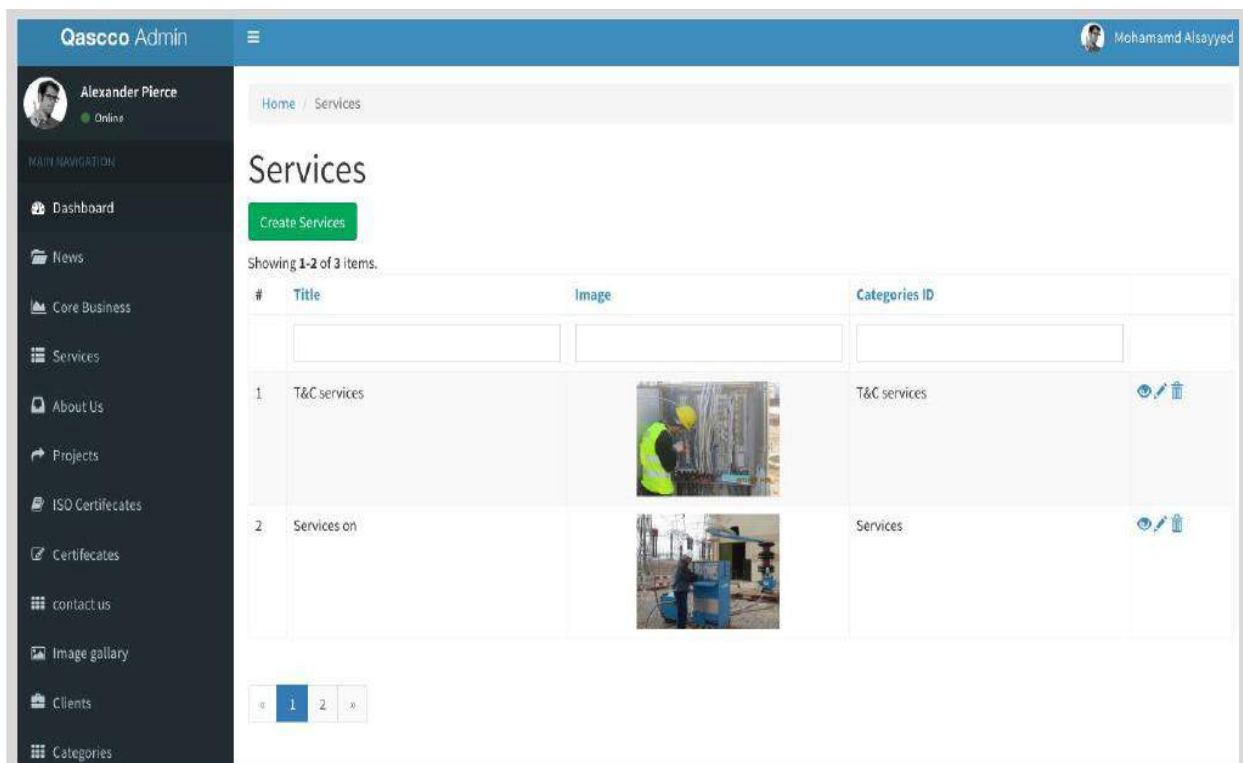 Qascco Admin
Mohamamd Alsayyed
Alexander Pierce
Online
MAIN NAVIGATION
Dashboard
News
Core Business
Services
About Us
Projects
ISO Certifecates
Certifecates
contact us
Image gallary
Clients
Categories
Home / Services
Services
Create Services
Showing 1-2 of 3 items.
# Title Image Categories ID
1 T&C services T&C services
2 Services on Services
« 1 2 »